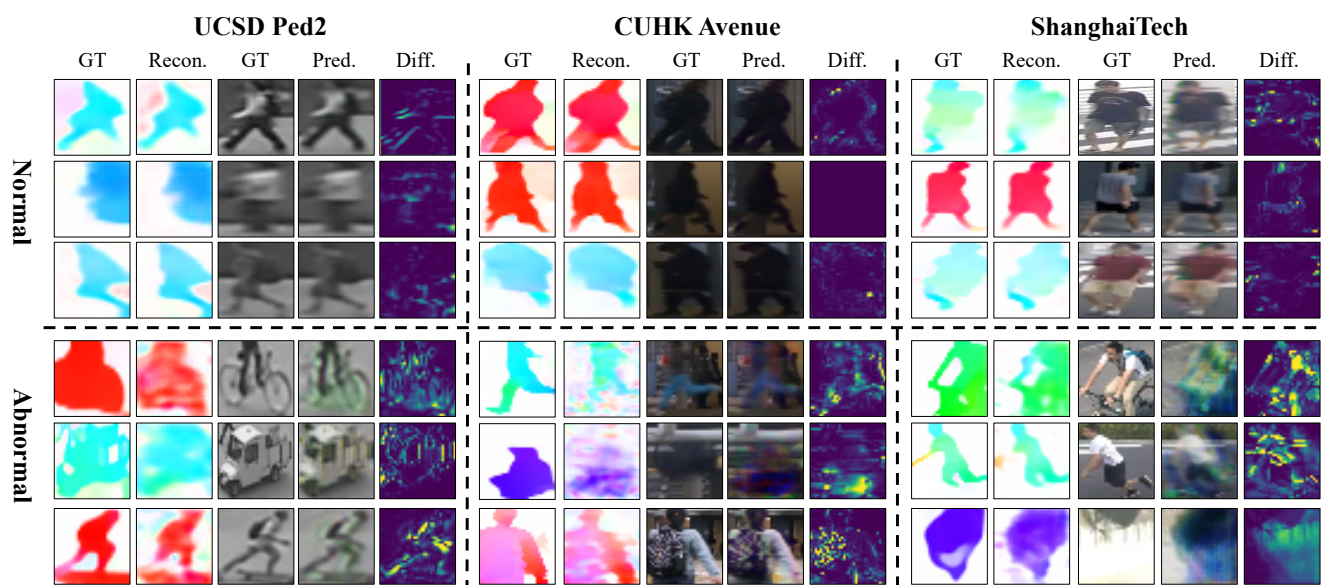 UCSD Ped2 CUHK Avenue ShanghaiTech
GT Recon. GT Pred. Diff. GT Recon. GT Pred. Diff. GT Recon. GT Pred. Diff.
Normal
Abnormal